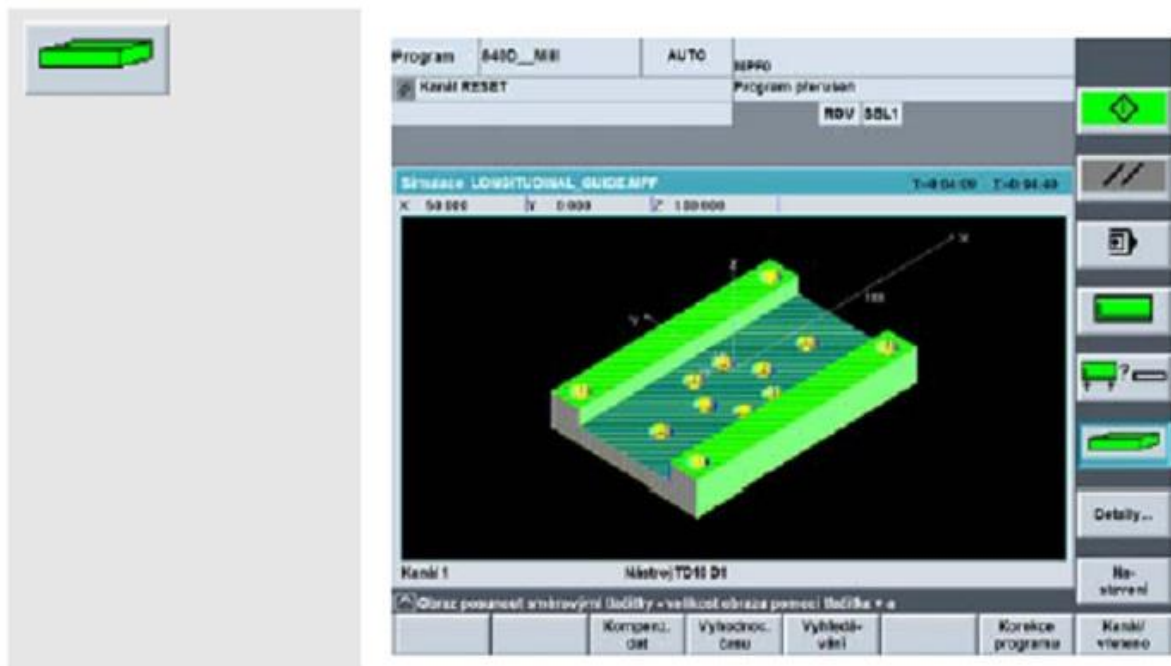 Program 840D__Mill AUTO MPF0
Kanál RESET Program přerušen
ROV SBL1
Simulace LONGITUDINAL_GUIDE.MPF
X 50.000 Y 0.000 Z 100.000
Z
X
100
Y
Detaily...
Kanál 1 Nástroj TD10 D1
Na-
stavení
Obraz posunout směrovými tlačítky - velikost obrazu pomocí tlačítka + a
Kompenz.
dat
Vyhodnoc.
času
Vyhledá-
vání
Korekce
programu
Kanál/
vřeteno